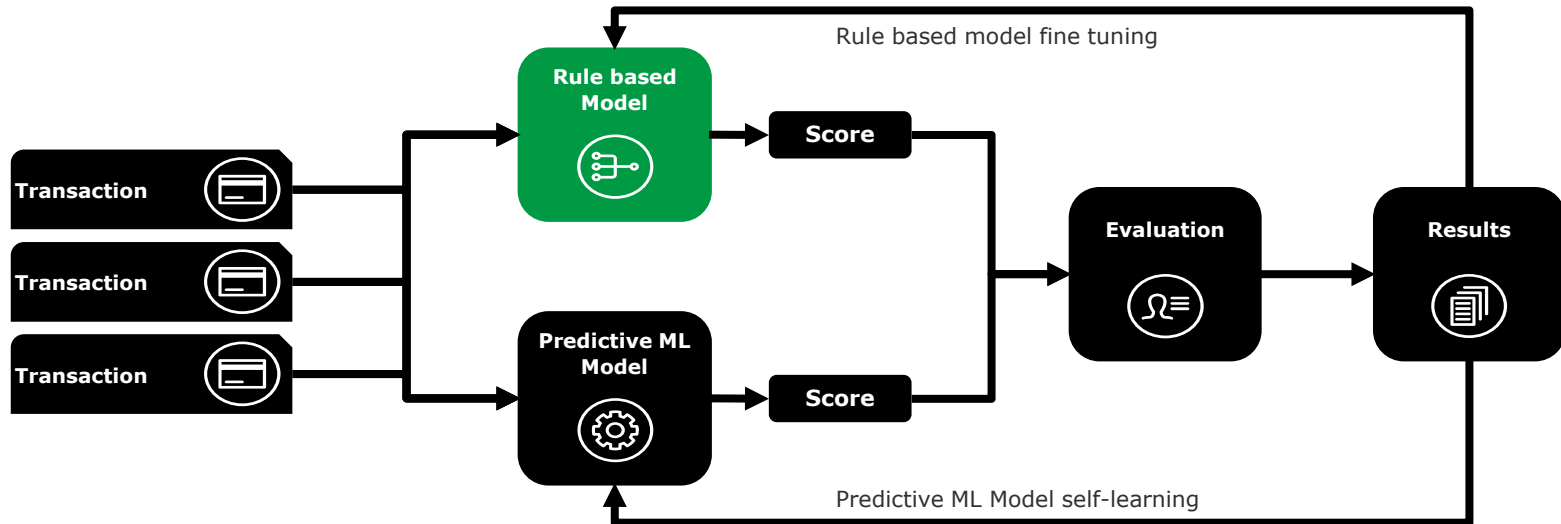 Rule based model fine tuning
Rule based
Model
Score
Transaction
Transaction
Transaction
Evaluation
Results
Predictive ML
Model
Score
Predictive ML Model self-learning